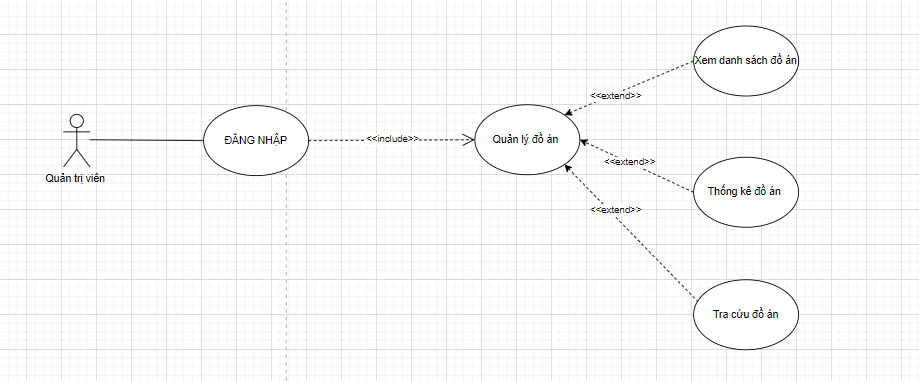 Xem danh sách đồ án
<<extend>>
ĐĂNG NHẬP
<<include>>
Quản lý đồ án
<<extend>>
Quản trị viên
Thống kê đồ án
<<extend>>
Tra cứu đồ án